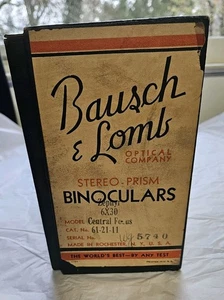 Bausch
& Lomb
OPTICAL
COMPANY
STEREO-PRISM
BINOCULARS
Zephyr
6X30
MODEL Central Focus
CAT. No. 61-21-11
SERIAL No. 5740
MADE IN ROCHESTER, N. Y., U. S. A.
THE WORLD'S BEST—BY ANY TEST